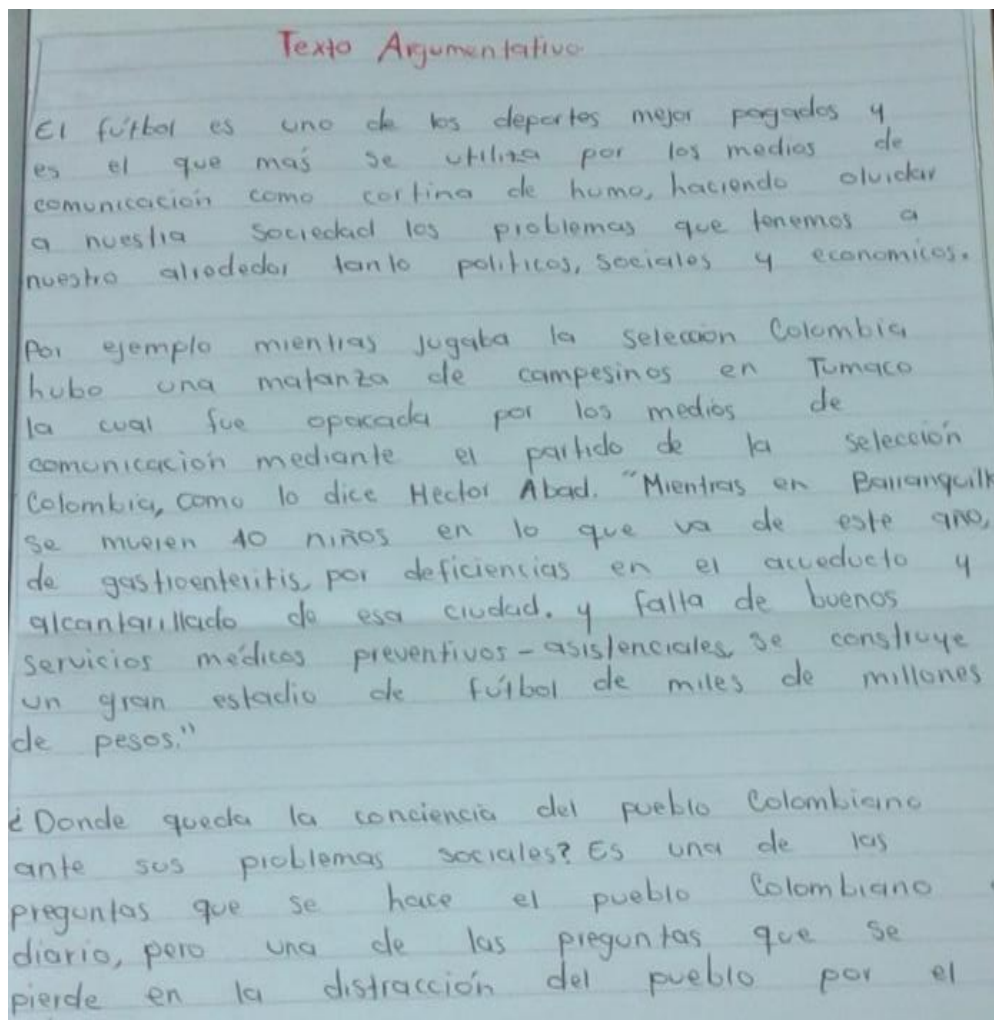 Texto Argumentativo
El fútbol es uno de los deportes mejor pagados y
es el que más se utiliza por los medios de
comunicación como cortina de humo, haciendo olvidar
a nuestra sociedad los problemas que tenemos a
nuestro alrededor tanto politicos, sociales y economicos.
Por ejemplo mientras jugaba la selección Colombia
hubo una matanza de campesinos en Tumaco
la cual fue opacada por los medios de
comunicación mediante el partido de la selección
Colombia, como lo dice Hector Abad. "Mientras en Barranquill
se mueren 10 niños en lo que va de este año,
de gastroenteritis, por deficiencias en el acueducto y
alcantarillado de esa ciudad. y falta de buenos
servicios médicos preventivos - asistenciales, se construye
un gran estadio de fútbol de miles de millones
de pesos."
¿Donde queda la conciencia del pueblo Colombiano
ante sus problemas sociales? Es una de las
preguntas que se hace el pueblo Colombiano
diario, pero una de las preguntas que se
pierde en la distracción del pueblo por el